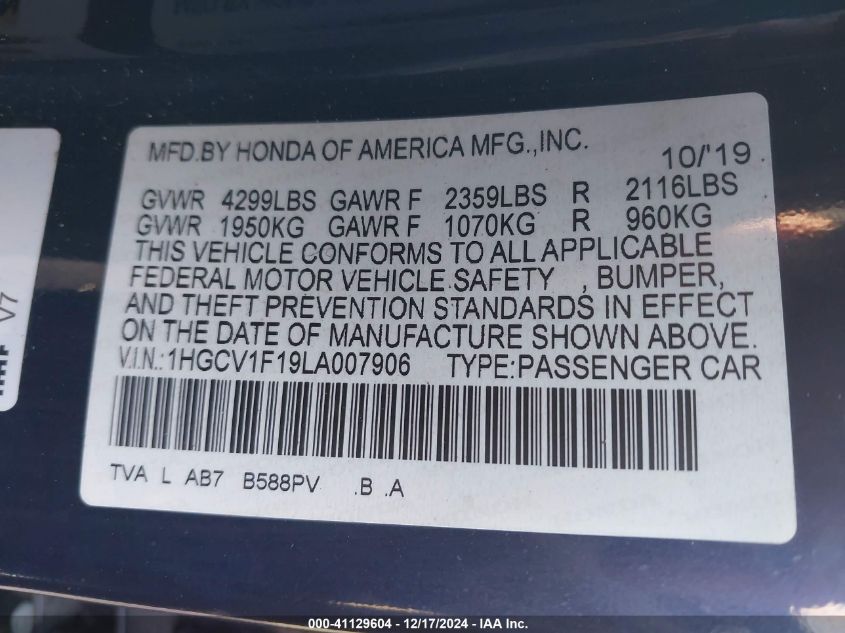 MFD.BY HONDA OF AMERICA MFG.,INC. 10/'19
GVWR 4299LBS GAWR F 2359LBS R 2116LBS
GVWR 1950KG GAWR F 1070KG R 960KG
THIS VEHICLE CONFORMS TO ALL APPLICABLE
FEDERAL MOTOR VEHICLE SAFETY , BUMPER,
AND THEFT PREVENTION STANDARDS IN EFFECT
ON THE DATE OF MANUFACTURE SHOWN ABOVE.
V.I.N.: 1HGCV1F19LA007906 TYPE:PASSENGER CAR
TVA L AB7 B588PV .B .A
V7
000-41129604 - 12/17/2024 - IAA Inc.